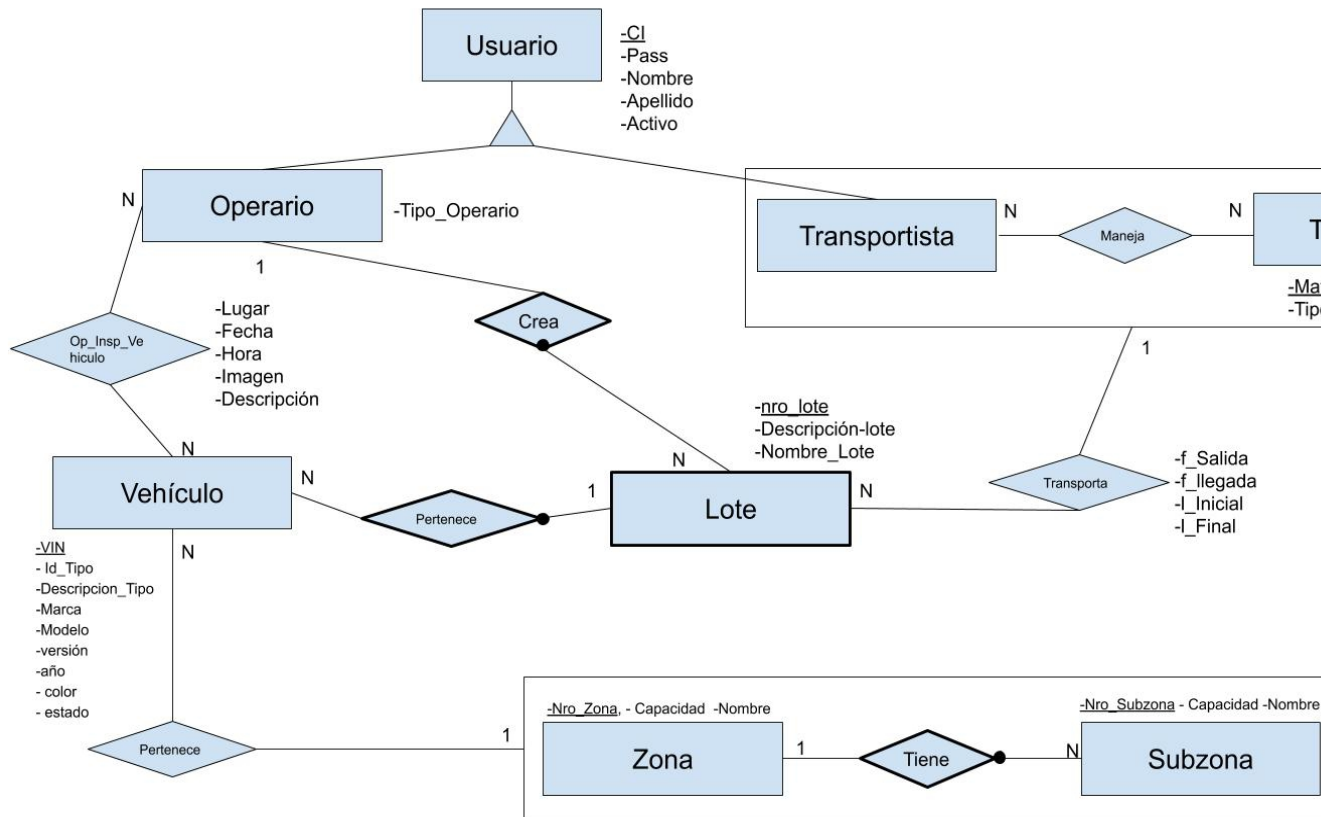 Usuario
-CI
-Pass
-Nombre
-Apellido
-Activo
N
Operario
-Tipo_Operario
1
Transportista
N
Maneja
N
T
-Mat
-Tipo
Op_Insp_Ve
hiculo
-Lugar
-Fecha
-Hora
-Imagen
-Descripción
Crea
1
N
Vehículo
N
-nro_lote
-Descripción-lote
-Nombre_Lote
N
Pertenece
1
Lote
N
Transporta
-f_Salida
-f_llegada
-l_Inicial
-l_Final
-VIN
- Id_Tipo
-Descripcion_Tipo
-Marca
-Modelo
-versión
-año
- color
- estado
N
Pertenece
1
-Nro_Zona, - Capacidad -Nombre
Zona
1
Tiene
N
-Nro_Subzona - Capacidad -Nombre
Subzona